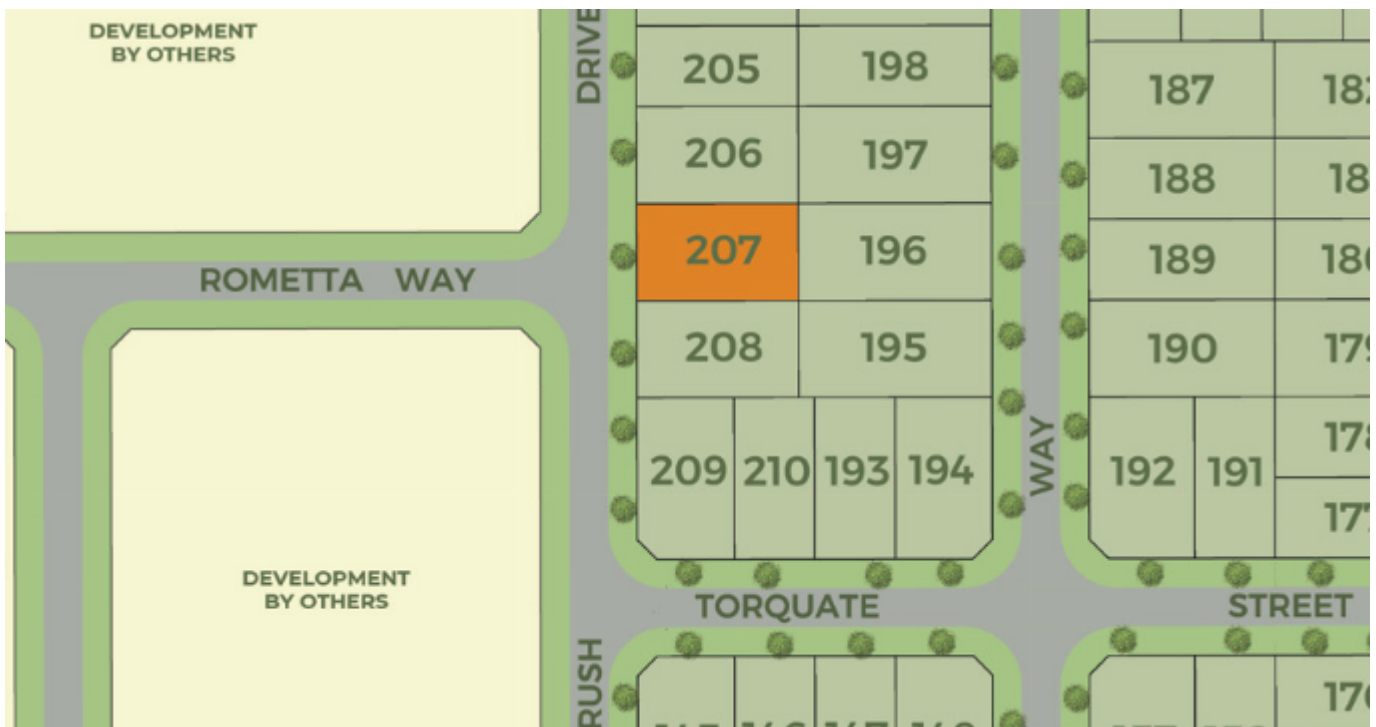 DEVELOPMENT
BY OTHERS
DRIVE
205
198
187
206
197
188
207
196
189
ROMETTA WAY
208
195
190
209 210 193 194
WAY
192 191
DEVELOPMENT
BY OTHERS
TORQUATE STREET
RUSH